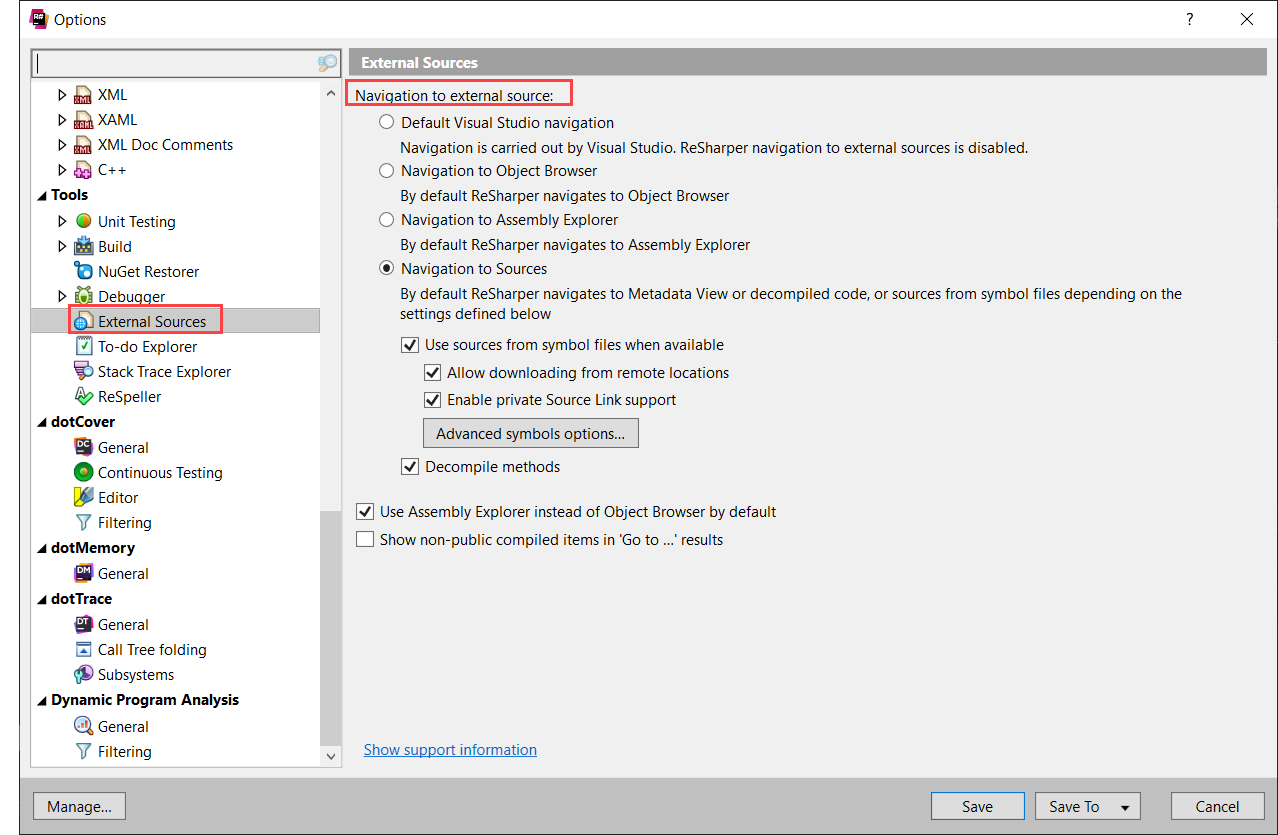 Options
?
XML
XAML
XML Doc Comments
C++
Tools
Unit Testing
Build
NuGet Restorer
Debugger
External Sources
To-do Explorer
Stack Trace Explorer
ReSpeller
dotCover
General
Continuous Testing
Editor
Filtering
dotMemory
General
dotTrace
General
Call Tree folding
Subsystems
Dynamic Program Analysis
General
Filtering
External Sources
Navigation to external source:
Default Visual Studio navigation
Navigation is carried out by Visual Studio. ReSharper navigation to external sources is disabled.
Navigation to Object Browser
By default ReSharper navigates to Object Browser
Navigation to Assembly Explorer
By default ReSharper navigates to Assembly Explorer
Navigation to Sources
By default ReSharper navigates to Metadata View or decompiled code, or sources from symbol files depending on the
settings defined below
Use sources from symbol files when available
Allow downloading from remote locations
Enable private Source Link support
Advanced symbols options...
Decompile methods
Use Assembly Explorer instead of Object Browser by default
Show non-public compiled items in 'Go to ...' results
Show support information
Manage...
Save
Save To
Cancel